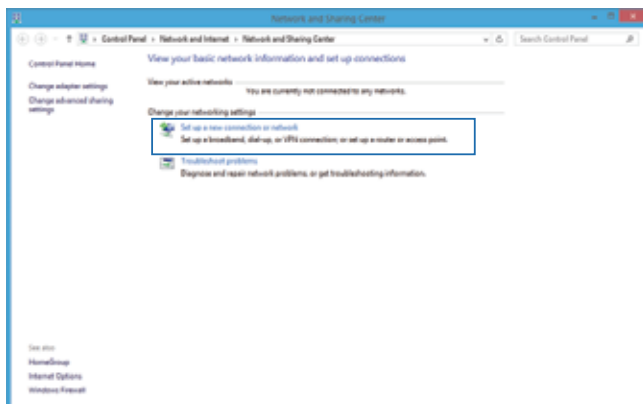 Network and Sharing Center
Control Panel › Network and Internet › Network and Sharing Center
Search Control Panel
Control Panel Home
Change adapter settings
Change advanced sharing
settings
View your basic network information and set up connections
View your active networks
You are currently not connected to any networks.
Change your networking settings
Set up a new connection or network
Set up a broadband, dial-up, or VPN connection; or set up a router or access point.
Troubleshoot problems
Diagnose and repair network problems, or get troubleshooting information.
See also
HomeGroup
Internet Options
Windows Firewall